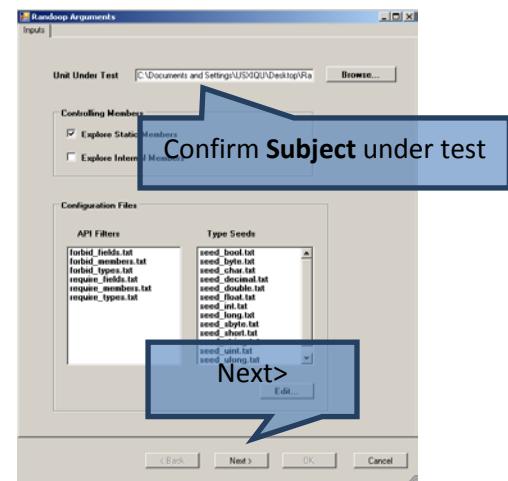 Randoop Arguments
Inputs
Unit Under Test C:\Documents and Settings\USXIQU\Desktop\Ra Browse...
Controlling Members
Explore Static Members
Explore Internal Members
Confirm Subject under test
Configuration Files
API Filters
forbid_fields.txt
forbid_members.txt
forbid_types.txt
require_fields.txt
require_members.txt
require_types.txt
Type Seeds
seed_bool.txt
seed_byte.txt
seed_char.txt
seed_decimal.txt
seed_double.txt
seed_float.txt
seed_int.txt
seed_long.txt
seed_sbyte.txt
seed_short.txt
seed_uint.txt
seed_ulong.txt
Next>
Edit...
< Back Next > OK Cancel